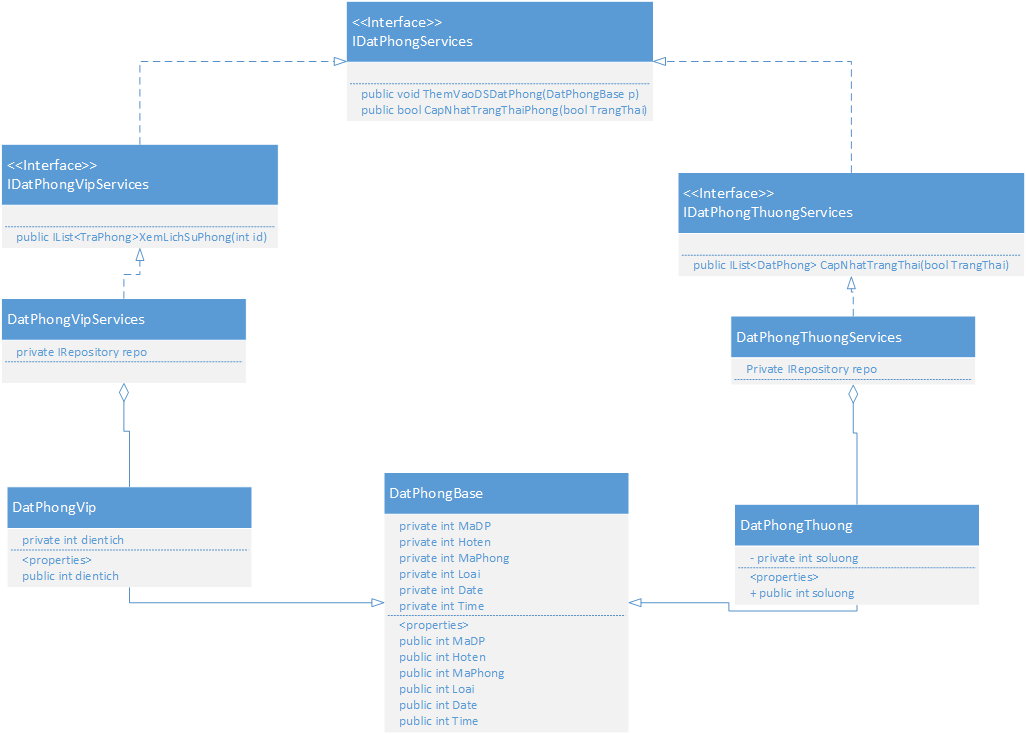 <<Interface>>
IDatPhongServices
public void ThemVaoDSDatPhong(DatPhongBase p)
public bool CapNhatTrangThaiPhong(bool TrangThai)
<<Interface>>
IDatPhongVipServices
public IList<TraPhong>XemLichSuPhong(int id)
<<Interface>>
IDatPhongThuongServices
public IList<DatPhong> CapNhatTrangThai(bool TrangThai)
DatPhongVipServices
private IRepository repo
DatPhongThuongServices
Private IRepository repo
DatPhongVip
private int dientich
<properties>
public int dientich
DatPhongBase
private int MaDP
private int Hoten
private int MaPhong
private int Loai
private int Date
private int Time
<properties>
public int MaDP
public int Hoten
public int MaPhong
public int Loai
public int Date
public int Time
DatPhongThuong
- private int soluong
<properties>
+ public int soluong